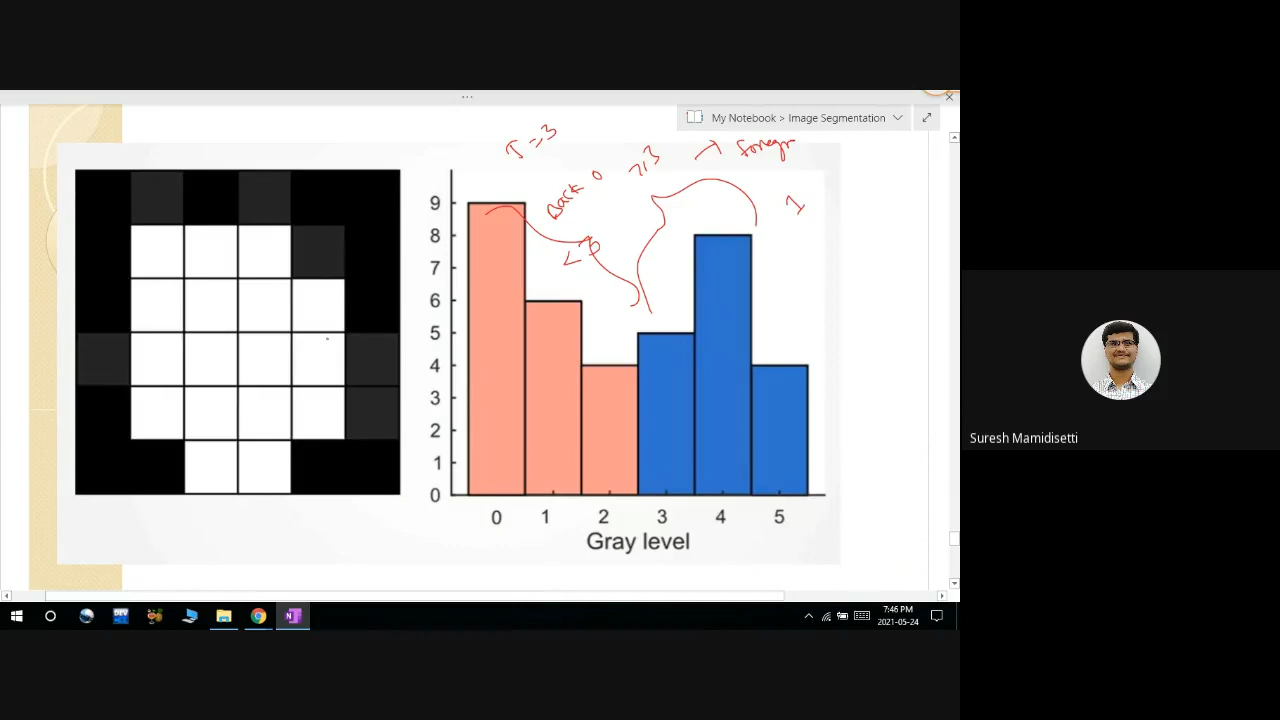 My Notebook > Image Segmentation
T = 3
Back 0
<3
≥3 → foregr
1
9
8
7
6
5
4
3
2
1
0
0 1 2 3 4 5
Gray level
Suresh Mamidisetti
DEV
N
7:46 PM
2021-05-24